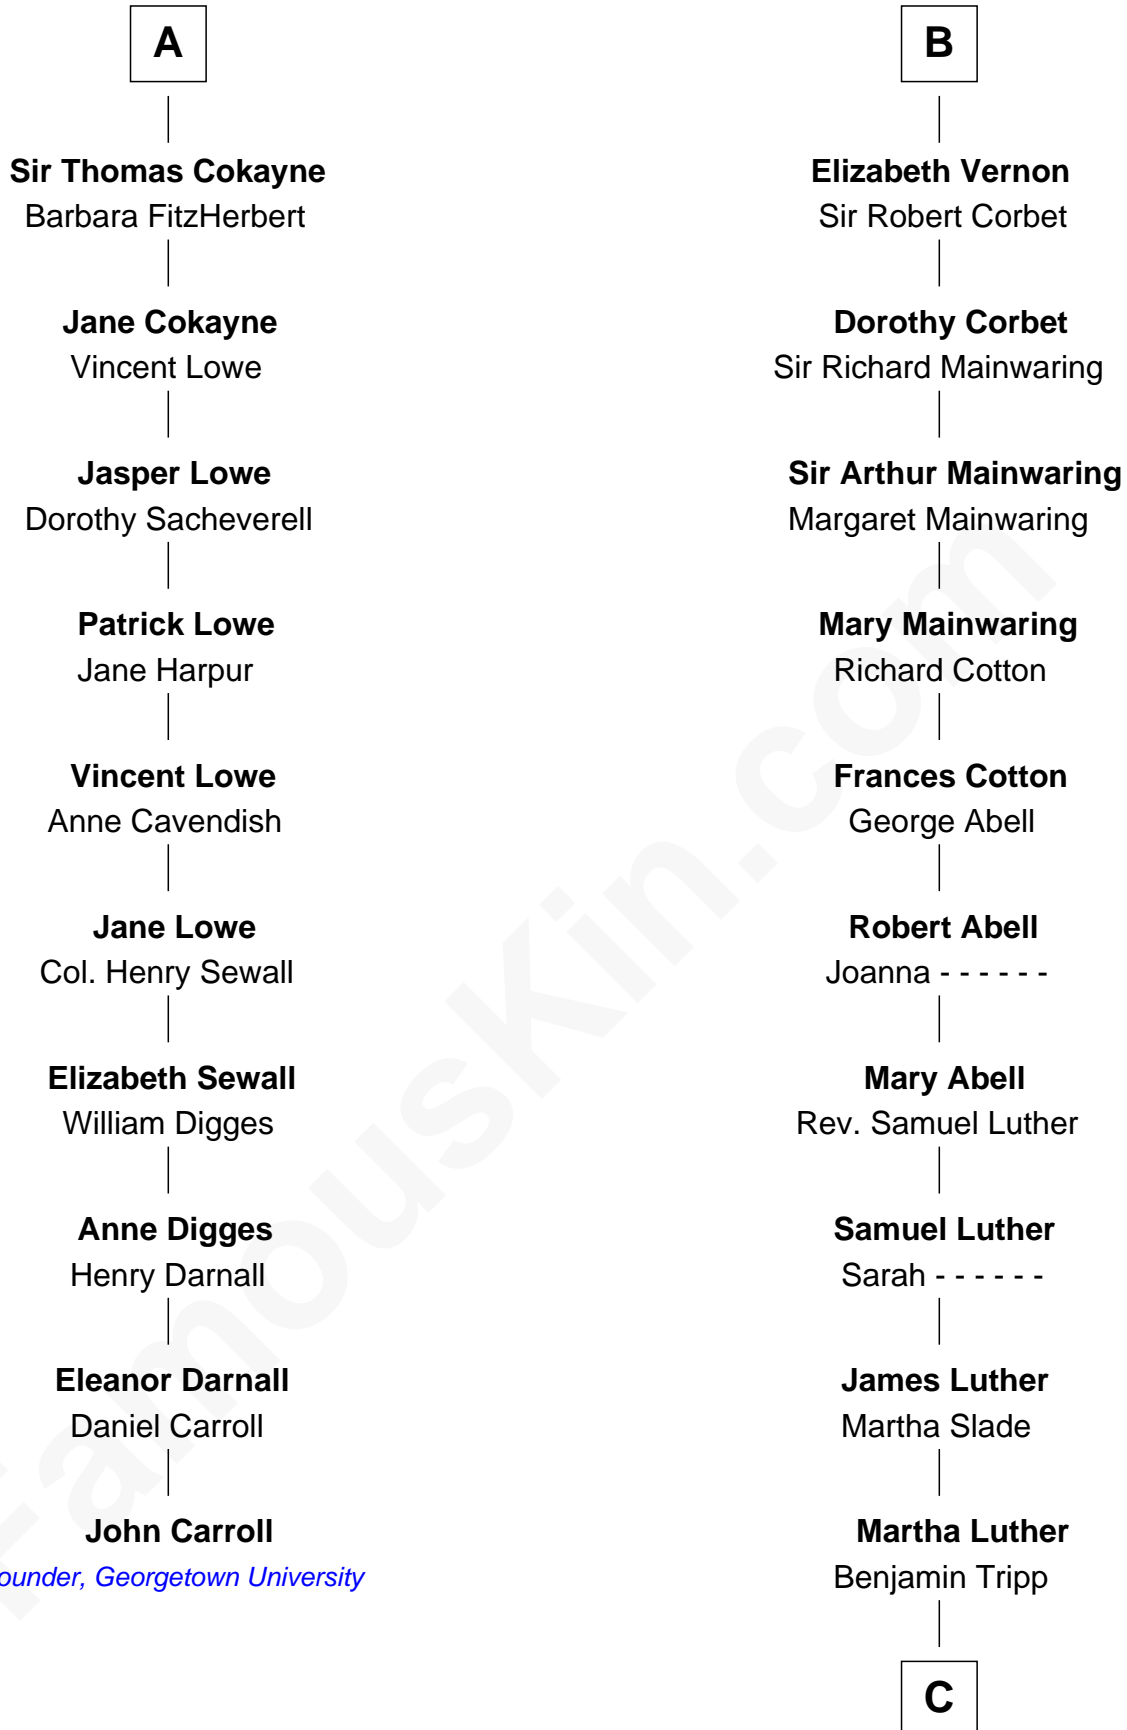 A
Sir Thomas Cokayne
Barbara FitzHerbert
Jane Cokayne
Vincent Lowe
Jasper Lowe
Dorothy Sacheverell
Patrick Lowe
Jane Harpur
Vincent Lowe
Anne Cavendish
Jane Lowe
Col. Henry Sewall
Elizabeth Sewall
William Digges
Anne Digges
Henry Darnall
Eleanor Darnall
Daniel Carroll
John Carroll
ounder, Georgetown University
B
Elizabeth Vernon
Sir Robert Corbet
Dorothy Corbet
Sir Richard Mainwaring
Sir Arthur Mainwaring
Margaret Mainwaring
Mary Mainwaring
Richard Cotton
Frances Cotton
George Abell
Robert Abell
Joanna - - - - - -
Mary Abell
Rev. Samuel Luther
Samuel Luther
Sarah - - - - - -
James Luther
Martha Slade
Martha Luther
Benjamin Tripp
C
FamousKin.com